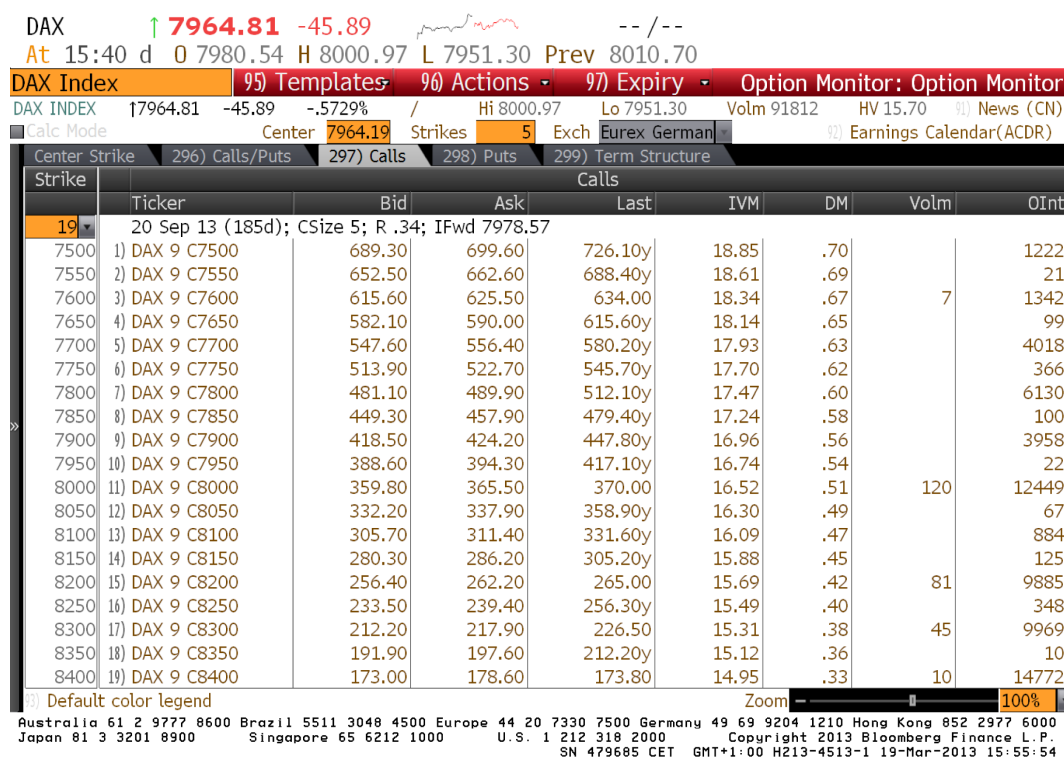 DAX ↑ 7964.81 -45.89 -- /--
At 15:40 d O 7980.54 H 8000.97 L 7951.30 Prev 8010.70
DAX Index 95) Templates 96) Actions 97) Expiry Option Monitor: Option Monitor
DAX INDEX ↑7964.81 -45.89 -.5729% / Hi 8000.97 Lo 7951.30 Volm 91812 HV 15.70 91) News (CN)
Calc Mode Center 7964.19 Strikes 5 Exch Eurex German 92) Earnings Calendar(ACDR)
Center Strike 296) Calls/Puts 297) Calls 298) Puts 299) Term Structure
Strike Calls
Ticker Bid Ask Last IVM DM Volm OInt
19 20 Sep 13 (185d); CSize 5; R .34; IFwd 7978.57
7500 1) DAX 9 C7500 689.30 699.60 726.10y 18.85 .70 1222
7550 2) DAX 9 C7550 652.50 662.60 688.40y 18.61 .69 21
7600 3) DAX 9 C7600 615.60 625.50 634.00 18.34 .67 7 1342
7650 4) DAX 9 C7650 582.10 590.00 615.60y 18.14 .65 99
7700 5) DAX 9 C7700 547.60 556.40 580.20y 17.93 .63 4018
7750 6) DAX 9 C7750 513.90 522.70 545.70y 17.70 .62 366
7800 7) DAX 9 C7800 481.10 489.90 512.10y 17.47 .60 6130
7850 8) DAX 9 C7850 449.30 457.90 479.40y 17.24 .58 100
7900 9) DAX 9 C7900 418.50 424.20 447.80y 16.96 .56 3958
7950 10) DAX 9 C7950 388.60 394.30 417.10y 16.74 .54 22
8000 11) DAX 9 C8000 359.80 365.50 370.00 16.52 .51 120 12449
8050 12) DAX 9 C8050 332.20 337.90 358.90y 16.30 .49 67
8100 13) DAX 9 C8100 305.70 311.40 331.60y 16.09 .47 884
8150 14) DAX 9 C8150 280.30 286.20 305.20y 15.88 .45 125
8200 15) DAX 9 C8200 256.40 262.20 265.00 15.69 .42 81 9885
8250 16) DAX 9 C8250 233.50 239.40 256.30y 15.49 .40 348
8300 17) DAX 9 C8300 212.20 217.90 226.50 15.31 .38 45 9969
8350 18) DAX 9 C8350 191.90 197.60 212.20y 15.12 .36 10
8400 19) DAX 9 C8400 173.00 178.60 173.80 14.95 .33 10 14772
93) Default color legend Zoom 100%
Australia 61 2 9777 8600 Brazil 5511 3048 4500 Europe 44 20 7330 7500 Germany 49 69 9204 1210 Hong Kong 852 2977 6000
Japan 81 3 3201 8900 Singapore 65 6212 1000 U.S. 1 212 318 2000 Copyright 2013 Bloomberg Finance L.P.
SN 479685 CET GMT+1:00 H213-4513-1 19-Mar-2013 15:55:54